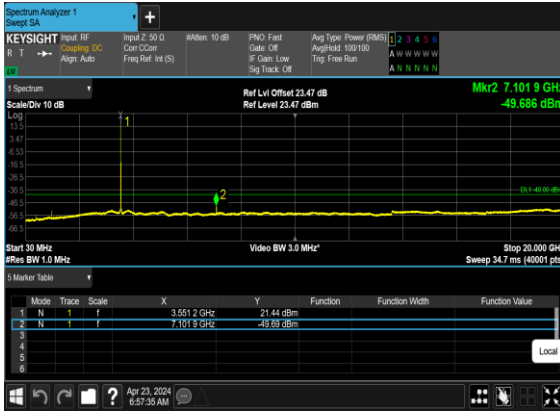 Spectrum Analyzer 1
Swept SA
+
KEYSIGHT Input: RF Input Z: 50 Ω #Atten: 10 dB PNO: Fast Avg Type: Power (RMS) 1 2 3 4 5 6
R T Coupling: DC Corr CCorr Gate: Off Avg|Hold: 100/100 A W W W W W
Align: Auto Freq Ref: Int (S) IF Gain: Low Trig: Free Run
Sig Track: Off A N N N N N
1 Spectrum Ref Lvl Offset 23.47 dB Mkr2 7.101 9 GHz
Scale/Div 10 dB Ref Level 23.47 dBm -49.686 dBm
Log
13.5
3.47
-6.53
-16.5
-26.5
-36.5
-46.5
-56.5
-66.5
1
2
DL1 -40.00 dBm
Start 30 MHz Video BW 3.0 MHz* Stop 20.000 GHz
#Res BW 1.0 MHz Sweep 34.7 ms (40001 pts)
5 Marker Table
Mode Trace Scale X Y Function Function Width Function Value
1 N 1 f 3.551 2 GHz 21.44 dBm
2 N 1 f 7.101 9 GHz -49.69 dBm
3
4
5
6
Local
? Apr 23, 2024
6:57:35 AM